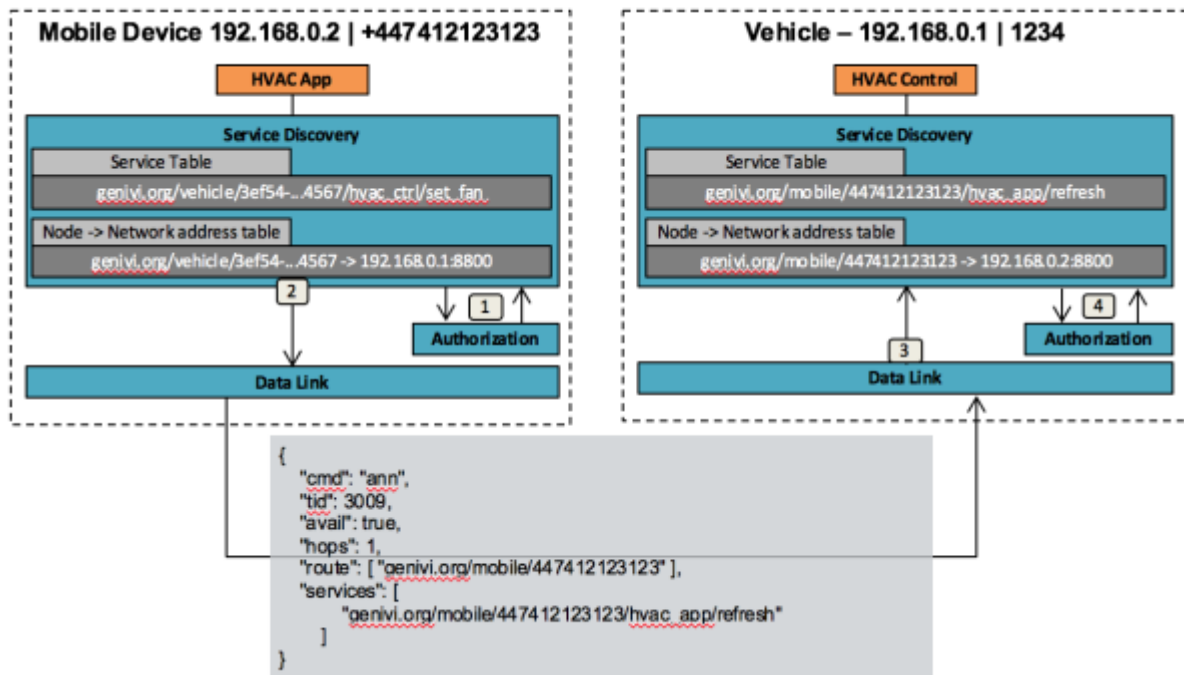 Mobile Device 192.168.0.2 | +447412123123
HVAC App
Service Discovery
Service Table
genivi.org/vehicle/3ef54-...4567/hvac_ctrl/set_fan
Node -> Network address table
genivi.org/vehicle/3ef54-...4567 -> 192.168.0.1:8800
2
1
Authorization
Data Link
Vehicle – 192.168.0.1 | 1234
HVAC Control
Service Discovery
Service Table
genivi.org/mobile/447412123123/hvac_app/refresh
Node -> Network address table
genivi.org/mobile/447412123123 -> 192.168.0.2:8800
4
3
Authorization
Data Link
{
"cmd": "ann",
"tid": 3009,
"avail": true,
"hops": 1,
"route": [ "genivi.org/mobile/447412123123" ],
"services": [
"genivi.org/mobile/447412123123/hvac_app/refresh"
]
}